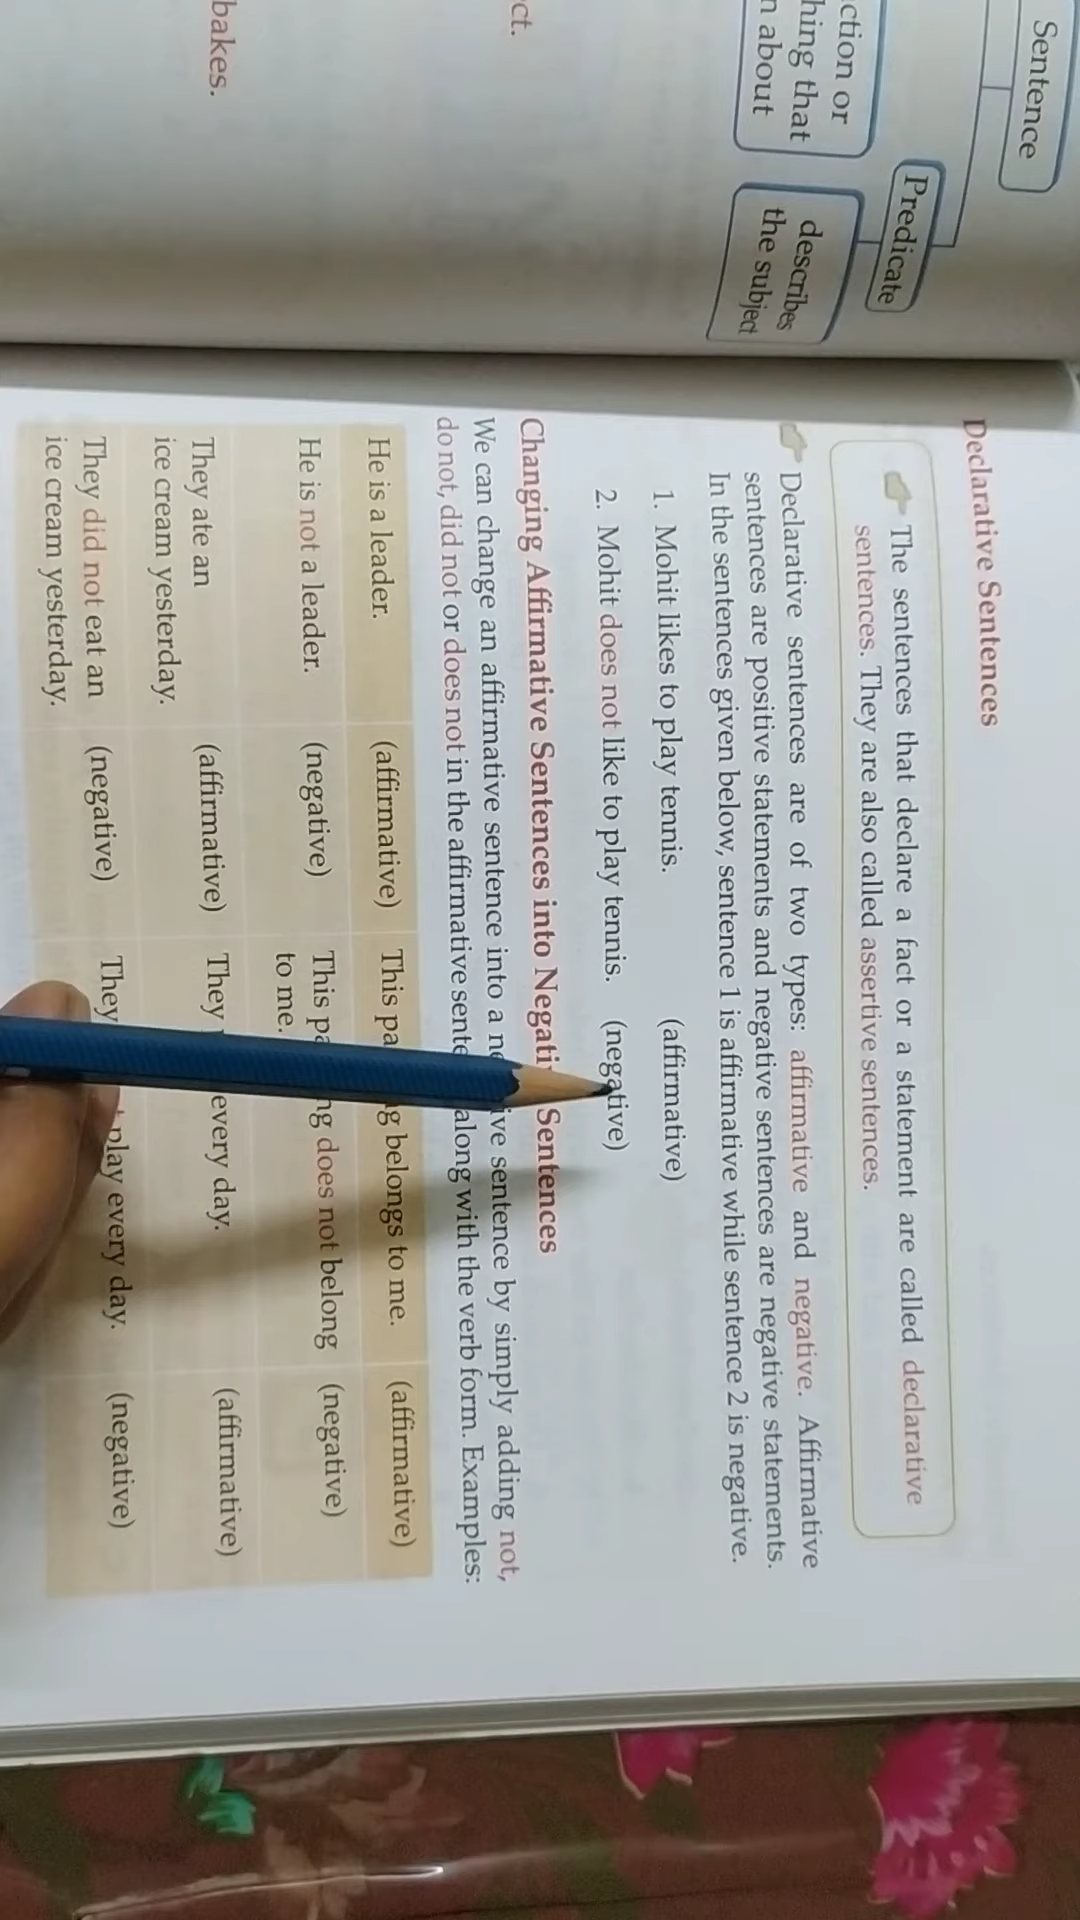 Sentence
Predicate
ction or
hing that
n about
describes
the subject
ct.
bakes.
Declarative Sentences
The sentences that declare a fact or a statement are called declarative
sentences. They are also called assertive sentences.
Declarative sentences are of two types: affirmative and negative. Affirmative
sentences are positive statements and negative sentences are negative statements.
In the sentences given below, sentence 1 is affirmative while sentence 2 is negative.
1. Mohit likes to play tennis. (affirmative)
2. Mohit does not like to play tennis. (negative)
Changing Affirmative Sentences into Negati Sentences
We can change an affirmative sentence into a ne ive sentence by simply adding not,
do not, did not or does not in the affirmative sente along with the verb form. Examples:
He is a leader. (affirmative) This pa g belongs to me. (affirmative)
He is not a leader. (negative) This pa ng does not belong (negative)
to me.
They ate an (affirmative) They every day. (affirmative)
ice cream yesterday.
They did not eat an (negative) They play every day. (negative)
ice cream yesterday.